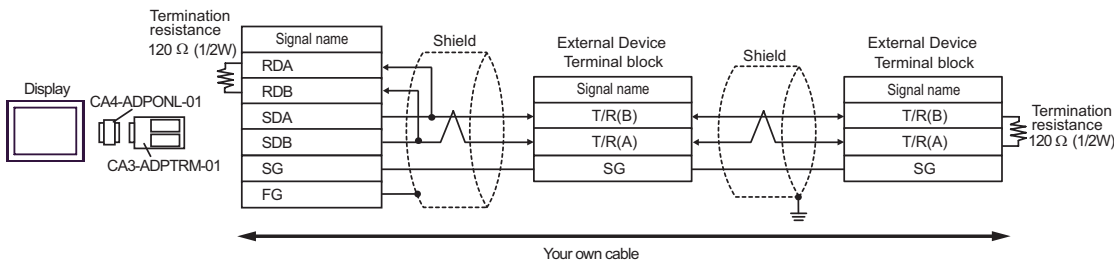 Termination
resistance
120 Ω (1/2W)
Display
CA4-ADPONL-01
CA3-ADPTRM-01
Signal name
RDA
RDB
SDA
SDB
SG
FG
Shield
External Device
Terminal block
Signal name
T/R(B)
T/R(A)
SG
Shield
External Device
Terminal block
Signal name
T/R(B)
T/R(A)
SG
Termination
resistance
120 Ω (1/2W)
Your own cable